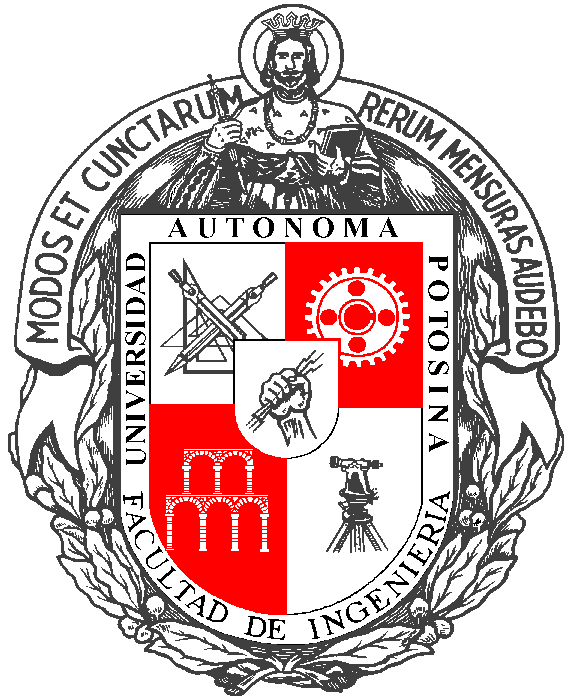 MODOS ET CUNCTARUM RERUM MENSURAS AUDEBO
UNIVERSIDAD AUTONOMA POTOSINA
FACULTAD DE INGENIERIA